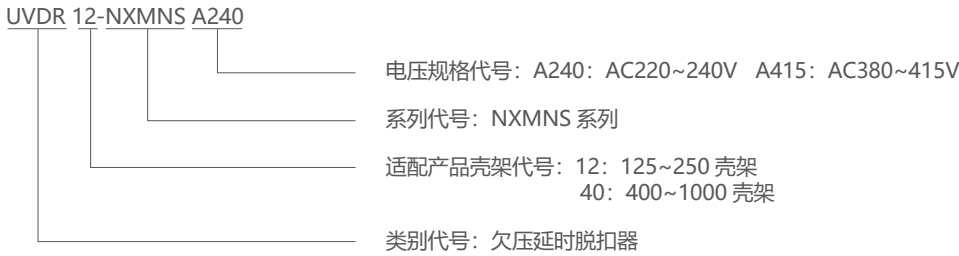 UVDR 12-NXMNS A240
电压规格代号：A240：AC220~240V A415：AC380~415V
系列代号：NXMNS 系列
适配产品壳架代号：12：125~250 壳架
40：400~1000 壳架
类别代号：欠压延时脱扣器